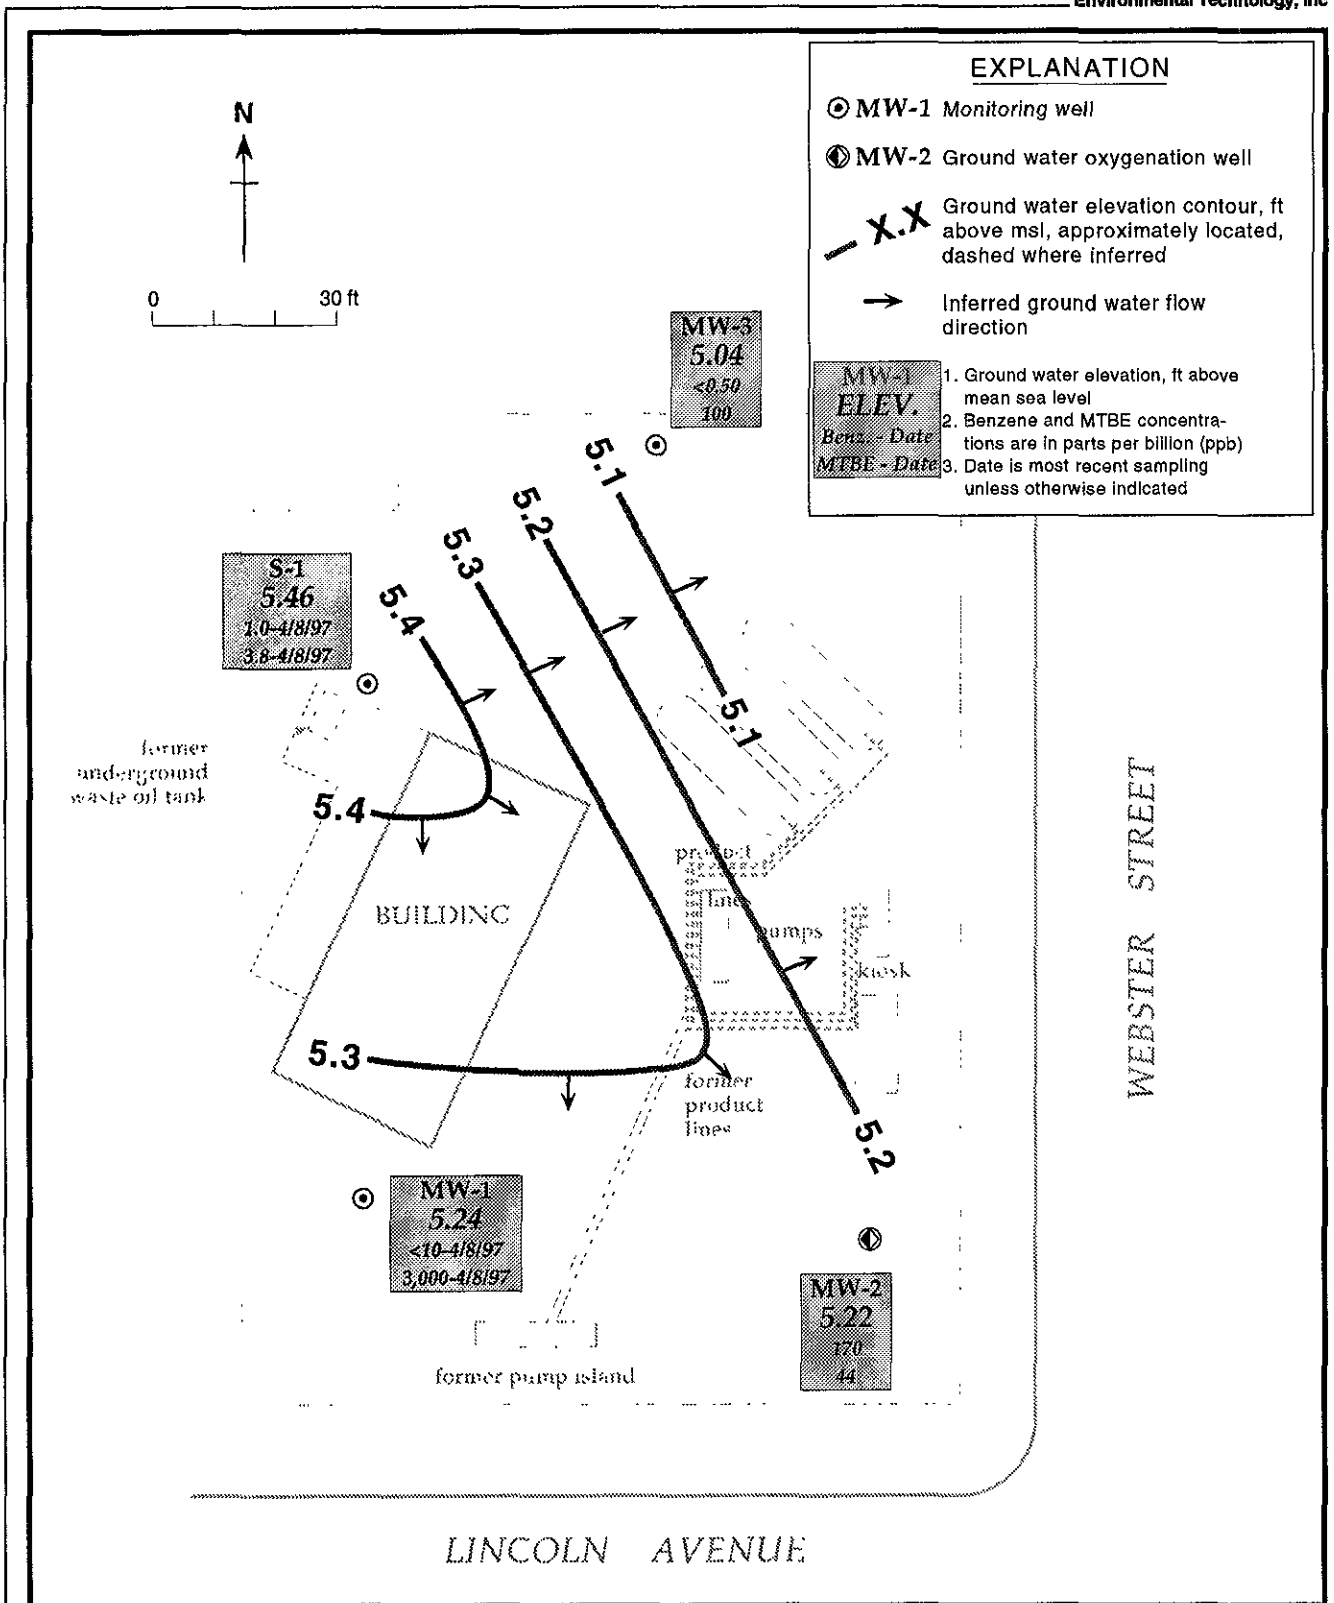 Environmental Technology, Inc
EXPLANATION
MW-1 Monitoring well
MW-2 Ground water oxygenation well
X.X Ground water elevation contour, ft
above msl, approximately located,
dashed where inferred
Inferred ground water flow
direction
MW-1
ELEV.
Benz. - Date
MTBE - Date
1. Ground water elevation, ft above
mean sea level
2. Benzene and MTBE concentra-
tions are in parts per billion (ppb)
3. Date is most recent sampling
unless otherwise indicated
N
0 30 ft
MW-3
5.04
<0.50
100
5.1
5.2
5.3
5.4
S-1
5.46
1.0-4/8/97
3.8-4/8/97
former
underground
waste oil tank
5.1
5.4
product
lines
BUILDING
pumps
kiosk
5.3
former
product
lines
5.2
MW-1
5.24
<10-4/8/97
3,000-4/8/97
MW-2
5.22
170
44
former pump island
WEBSTER STREET
LINCOLN AVENUE